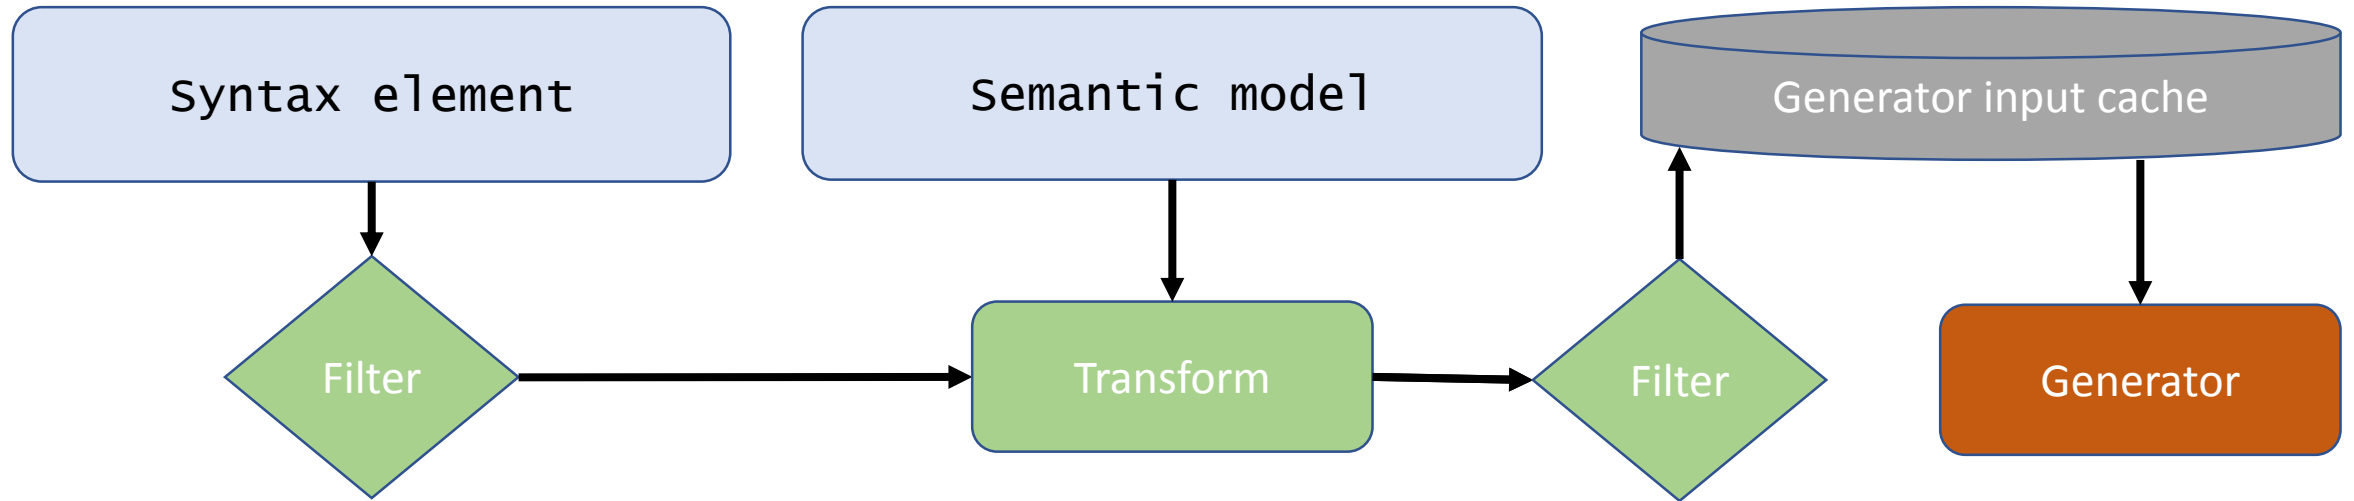 Syntax element
Semantic model
Generator input cache
Filter
Transform
Filter
Generator